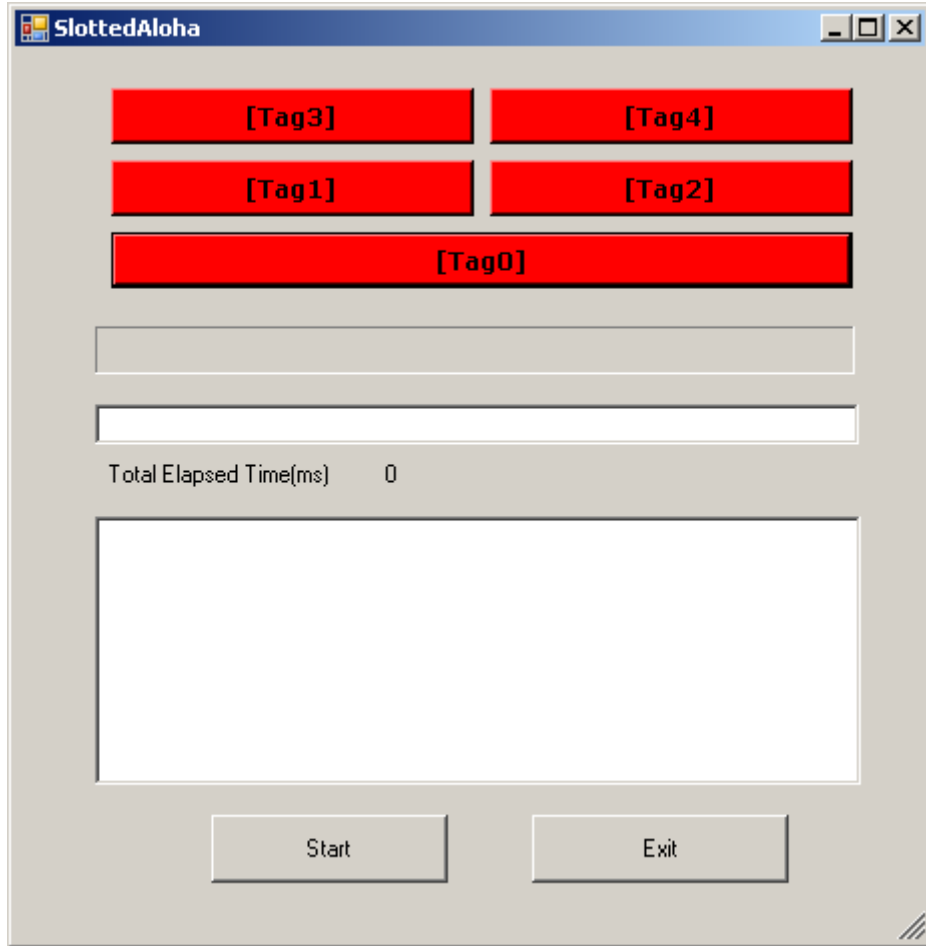 SlottedAloha
[Tag3] [Tag4]
[Tag1] [Tag2]
[Tag0]
Total Elapsed Time(ms) 0
Start Exit